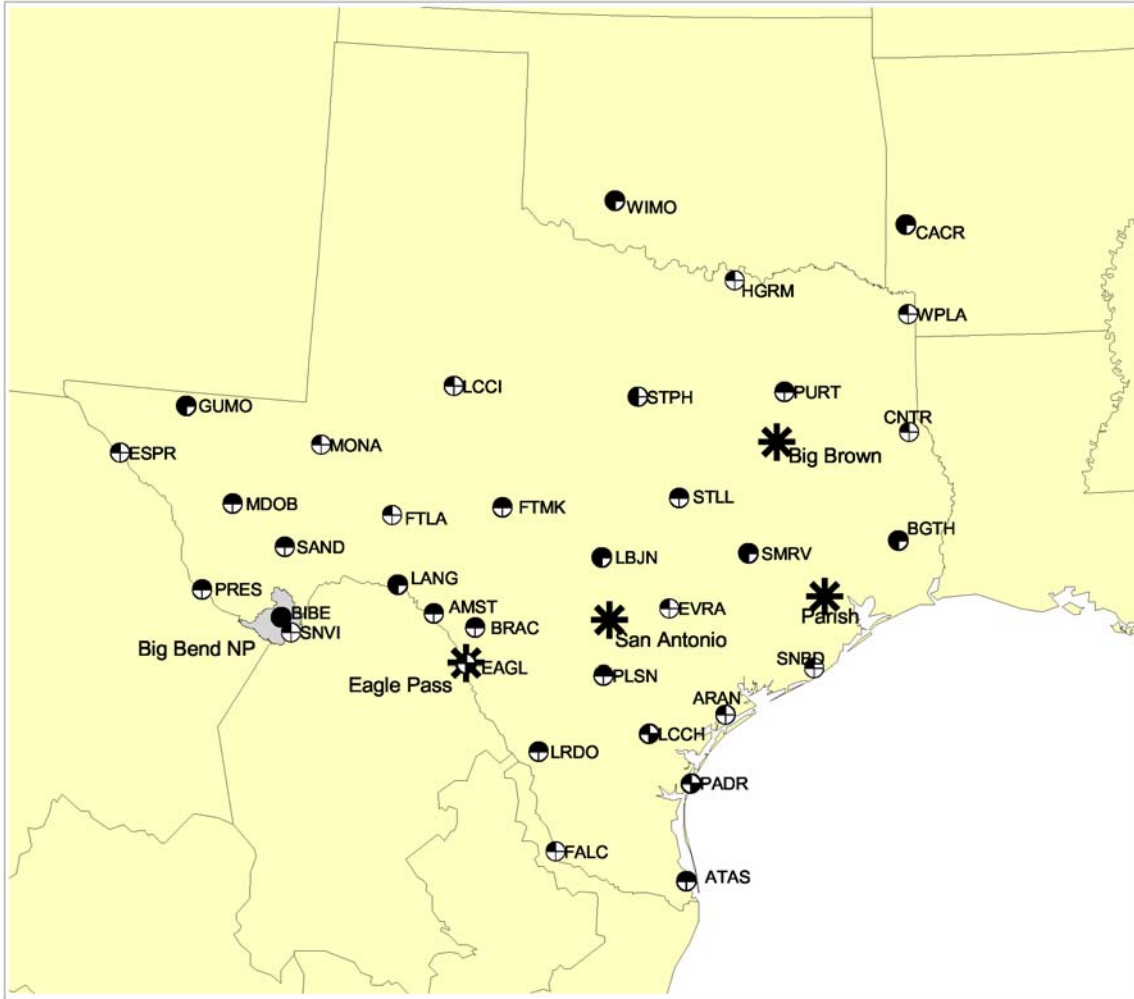 WIMO
CACR
HGRM
WPLA
LCCI
STPH
PURT
GUMO
CNTR
ESPR
MONA
Big Brown
MDOB
FTLA
FTMK
STLL
SAND
LBJN
SMRV
BGTH
PRES
LANG
BIBE
AMST
EVRA
Parish
SNVI
BRAC
San Antonio
Big Bend NP
EAGL
SNBD
Eagle Pass
PLSN
ARAN
LCCH
LRDO
PADR
FALC
ATAS